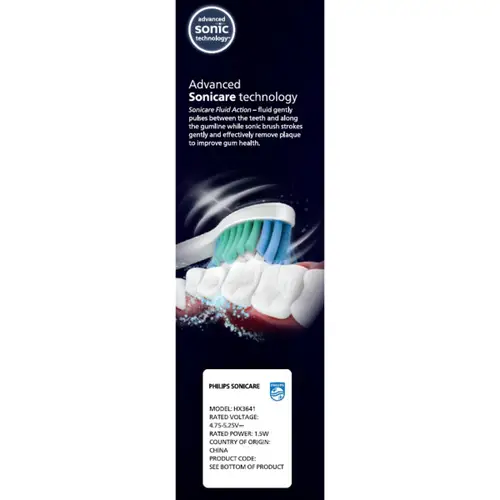 advanced
sonic
technology*
Advanced
Sonicare technology
Sonicare Fluid Action – fluid gently
pulses between the teeth and along
the gumline while sonic brush strokes
gently and effectively remove plaque
to improve gum health.
PHILIPS SONICARE
PHILIPS
MODEL: HX3641
RATED VOLTAGE:
4.75-5.25V⎓
RATED POWER: 1.5W
COUNTRY OF ORIGIN:
CHINA
PRODUCT CODE:
SEE BOTTOM OF PRODUCT